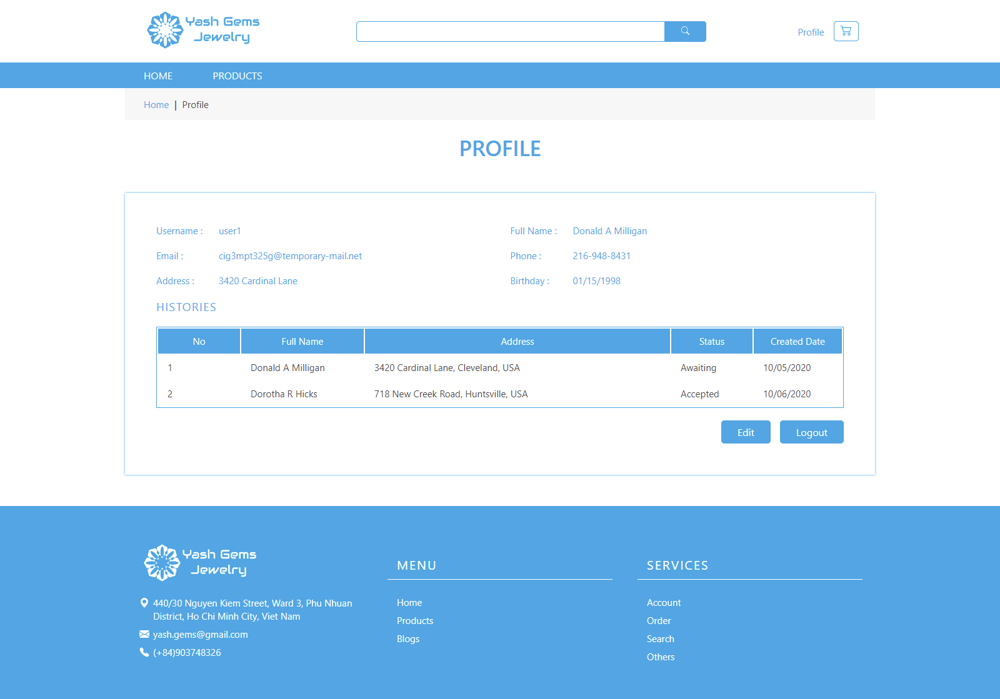 Yash Gems
Jewelry
Profile
HOME
PRODUCTS
Home | Profile
PROFILE
Username : user1
Full Name : Donald A Milligan
Email : cig3mpt325g@temporary-mail.net
Phone : 216-948-8431
Address : 3420 Cardinal Lane
Birthday : 01/15/1998
HISTORIES
No Full Name Address Status Created Date
1 Donald A Milligan 3420 Cardinal Lane, Cleveland, USA Awaiting 10/05/2020
2 Dorotha R Hicks 718 New Creek Road, Huntsville, USA Accepted 10/06/2020
Edit
Logout
Yash Gems
Jewelry
440/30 Nguyen Kiem Street, Ward 3, Phu Nhuan
District, Ho Chi Minh City, Viet Nam
yash.gems@gmail.com
(+84)903748326
MENU
Home
Products
Blogs
SERVICES
Account
Order
Search
Others